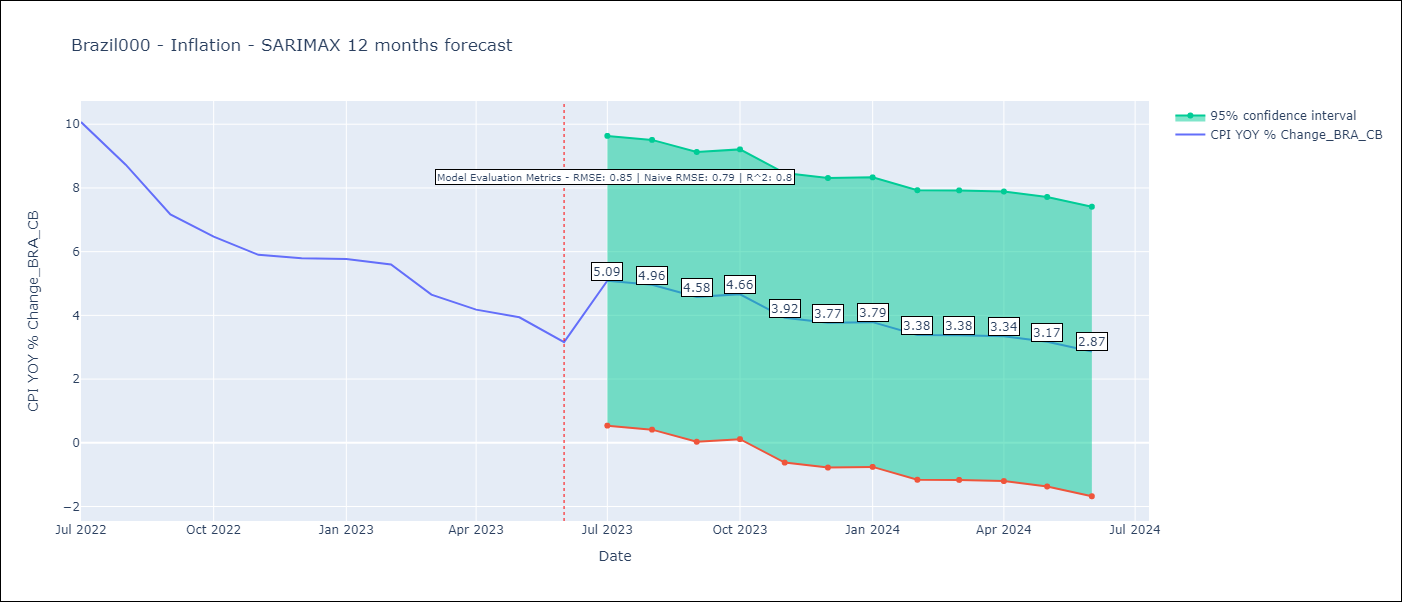 Brazil000 - Inflation - SARIMAX 12 months forecast
95% confidence interval
CPI YOY % Change_BRA_CB
Model Evaluation Metrics - RMSE: 0.85 | Naive RMSE: 0.79 | R^2: 0.8
CPI YOY % Change_BRA_CB
10
8
6
4
2
0
−2
5.09
4.96
4.58
4.66
3.92
3.77
3.79
3.38
3.38
3.34
3.17
2.87
Jul 2022
Oct 2022
Jan 2023
Apr 2023
Jul 2023
Oct 2023
Jan 2024
Apr 2024
Jul 2024
Date